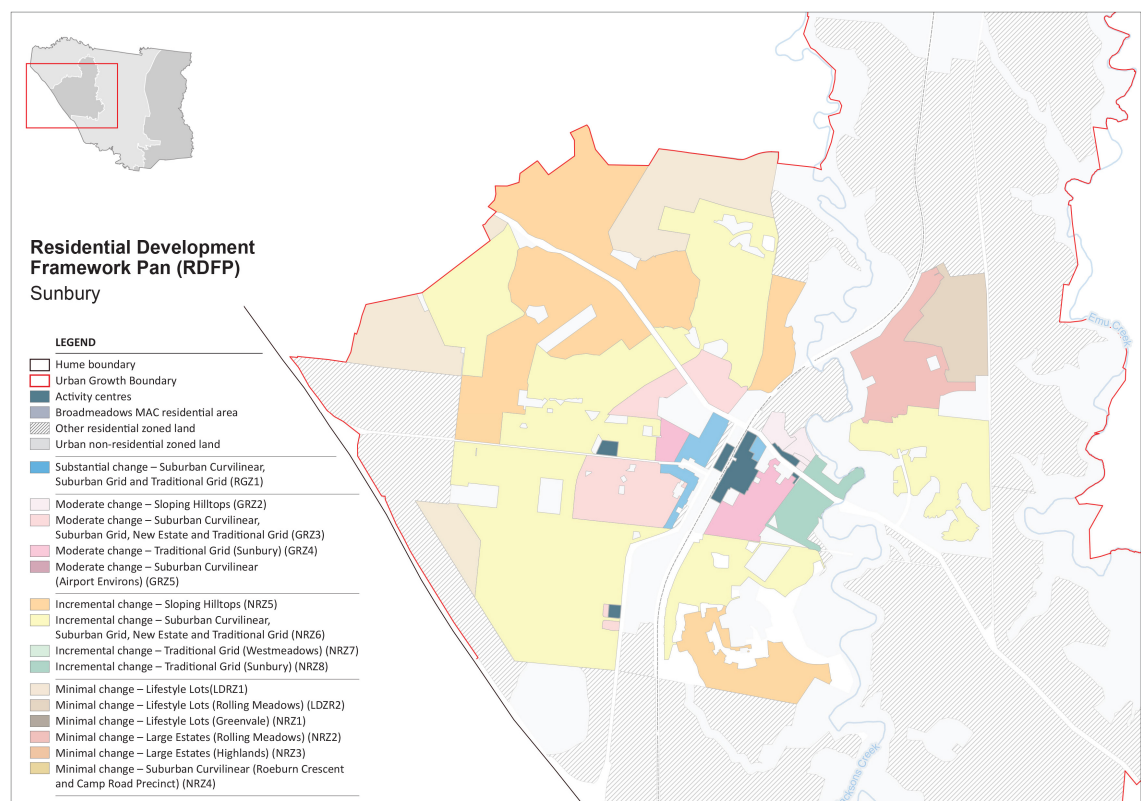 Residential Development
Framework Pan (RDFP)
Sunbury
LEGEND
Hume boundary
Urban Growth Boundary
Activity centres
Broadmeadows MAC residential area
Other residential zoned land
Urban non-residential zoned land
Substantial change – Suburban Curvilinear,
Suburban Grid and Traditional Grid (RGZ1)
Moderate change – Sloping Hilltops (GRZ2)
Moderate change – Suburban Curvilinear,
Suburban Grid, New Estate and Traditional Grid (GRZ3)
Moderate change – Traditional Grid (Sunbury) (GRZ4)
Moderate change – Suburban Curvilinear
(Airport Environs) (GRZ5)
Incremental change – Sloping Hilltops (NRZ5)
Incremental change – Suburban Curvilinear,
Suburban Grid, New Estate and Traditional Grid (NRZ6)
Incremental change – Traditional Grid (Westmeadows) (NRZ7)
Incremental change – Traditional Grid (Sunbury) (NRZ8)
Minimal change – Lifestyle Lots(LDRZ1)
Minimal change – Lifestyle Lots (Rolling Meadows) (LDZR2)
Minimal change – Lifestyle Lots (Greenvale) (NRZ1)
Minimal change – Large Estates (Rolling Meadows) (NRZ2)
Minimal change – Large Estates (Highlands) (NRZ3)
Minimal change – Suburban Curvilinear (Roeburn Crescent
and Camp Road Precinct) (NRZ4)
Emu Creek
Creek